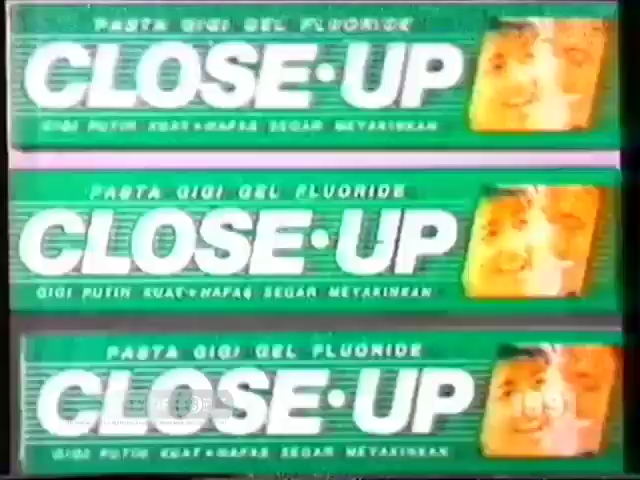 PASTA GIGI GEL FLUORIDE
CLOSE•UP
GIGI PUTIH KUAT • NAFAS SEGAR MEYAKINKAN
PASTA GIGI GEL FLUORIDE
CLOSE•UP
GIGI PUTIH KUAT • NAFAS SEGAR MEYAKINKAN
PASTA GIGI GEL FLUORIDE
CLOSE•UP
1991
GIGI PUTIH KUAT • NAFAS SEGAR MEYAKINKAN